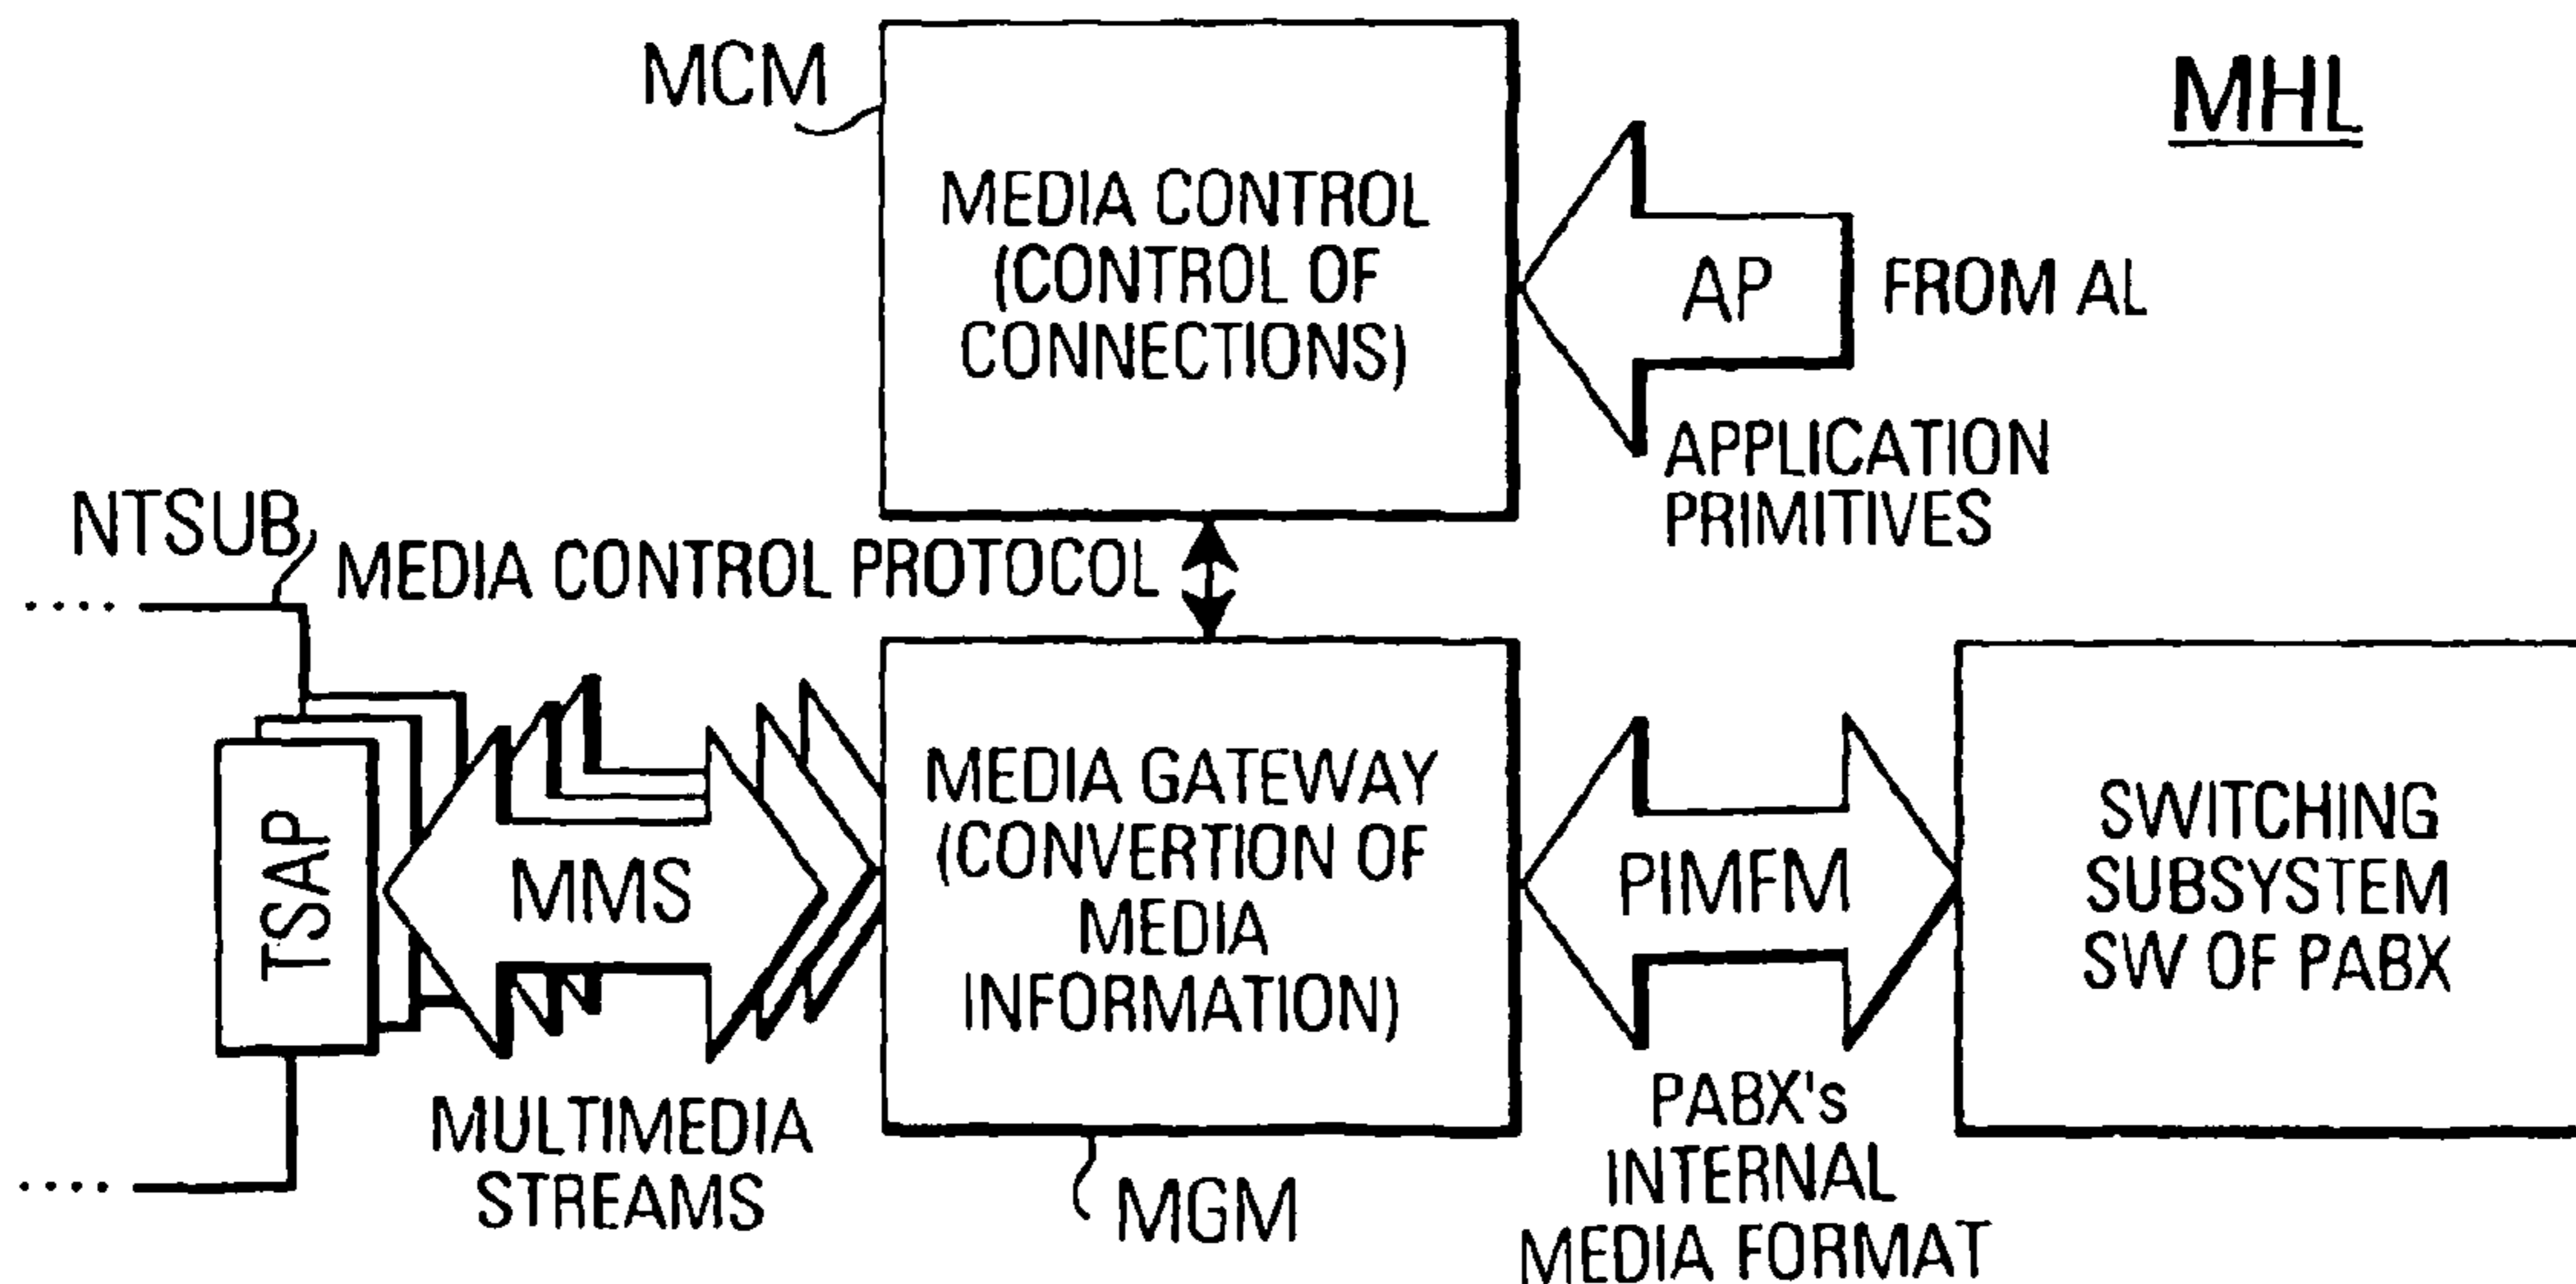 MCM
MHL
MEDIA CONTROL
(CONTROL OF
CONNECTIONS)
AP
FROM AL
APPLICATION
PRIMITIVES
NTSUB
MEDIA CONTROL PROTOCOL
TSAP
MMS
MULTIMEDIA
STREAMS
MEDIA GATEWAY
(CONVERTION OF
MEDIA
INFORMATION)
MGM
PIMFM
PABX's
INTERNAL
MEDIA FORMAT
SWITCHING
SUBSYSTEM
SW OF PABX